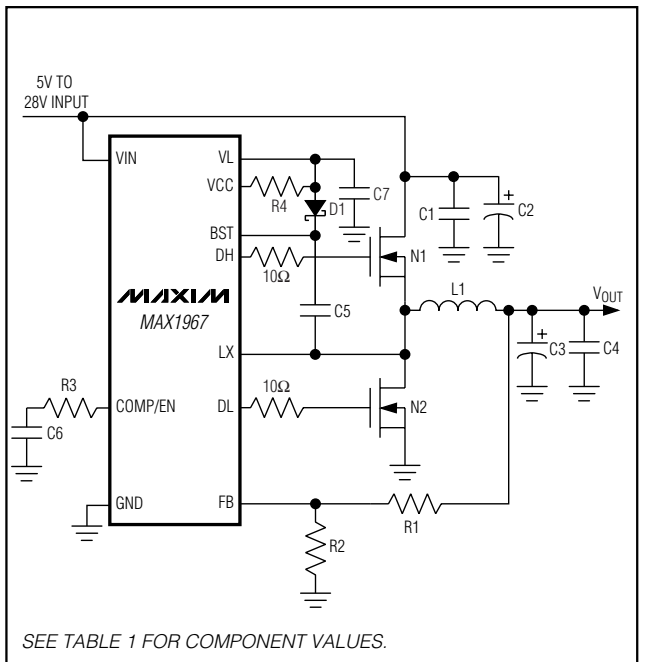 5V TO
28V INPUT
VIN
VL
VCC
R4
D1
C7
C1
+
C2
BST
DH
10Ω
N1
MAXIM
MAX1967
C5
L1
VOUT
+
C3
C4
LX
R3
COMP/EN
DL
10Ω
N2
C6
GND
FB
R1
R2
SEE TABLE 1 FOR COMPONENT VALUES.